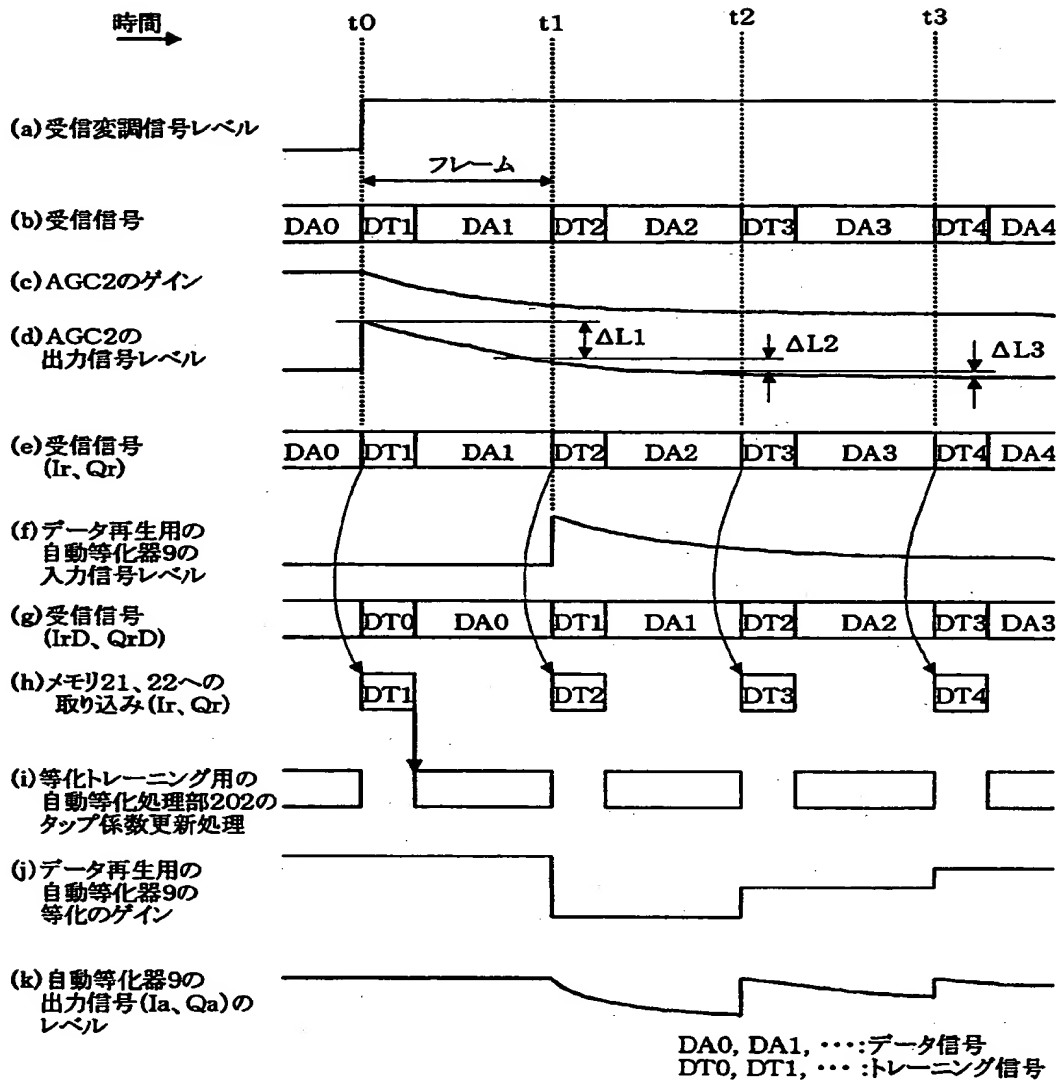 時間
t0 t1 t2 t3
(a)受信変調信号レベル
フレーム
(b)受信信号
DA0 DT1 DA1 DT2 DA2 DT3 DA3 DT4 DA4
(c)AGC2のゲイン
(d)AGC2の
出力信号レベル
ΔL1 ΔL2 ΔL3
(e)受信信号
(Ir、Qr)
DA0 DT1 DA1 DT2 DA2 DT3 DA3 DT4 DA4
(f)データ再生用の
自動等化器9の
入力信号レベル
(g)受信信号
(IrD、QrD)
DT0 DA0 DT1 DA1 DT2 DA2 DT3 DA3
(h)メモリ21、22への
取り込み(Ir、Qr)
DT1 DT2 DT3 DT4
(i)等化トレーニング用の
自動等化処理部202の
タップ係数更新処理
(j)データ再生用の
自動等化器9の
等化のゲイン
(k)自動等化器9の
出力信号(Ia、Qa)の
レベル
DA0, DA1, ･･･:データ信号
DT0, DT1, ･･･ :トレーニング信号